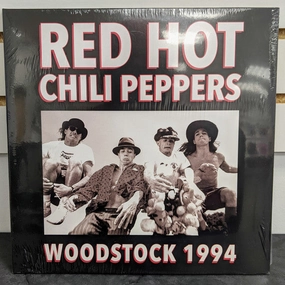 RED HOT
CHILI PEPPERS
WOODSTOCK 1994